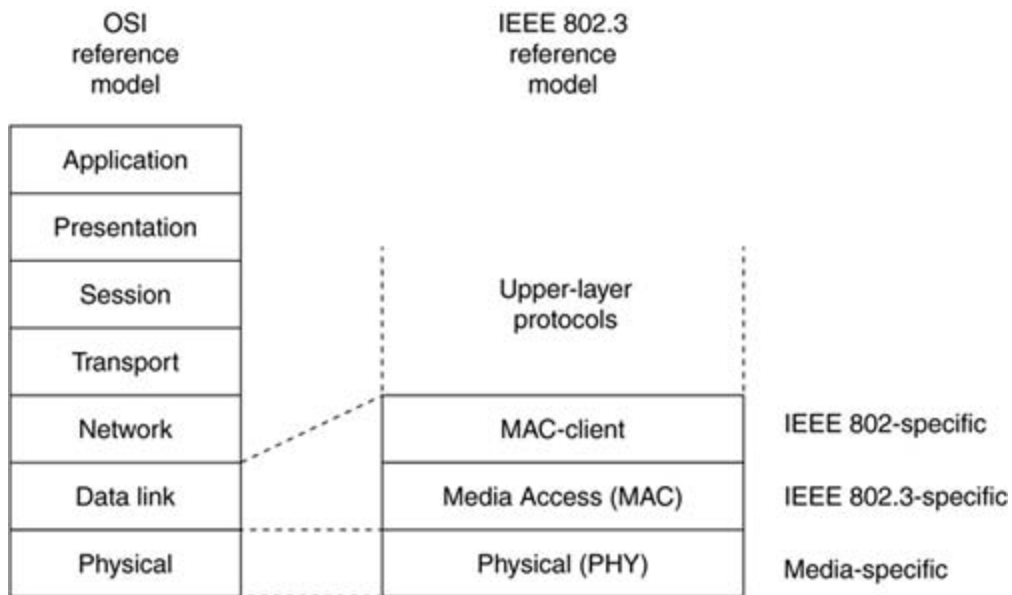 OSI
reference
model
IEEE 802.3
reference
model
Application
Presentation
Session
Transport
Network
Data link
Physical
Upper-layer
protocols
MAC-client
Media Access (MAC)
Physical (PHY)
IEEE 802-specific
IEEE 802.3-specific
Media-specific